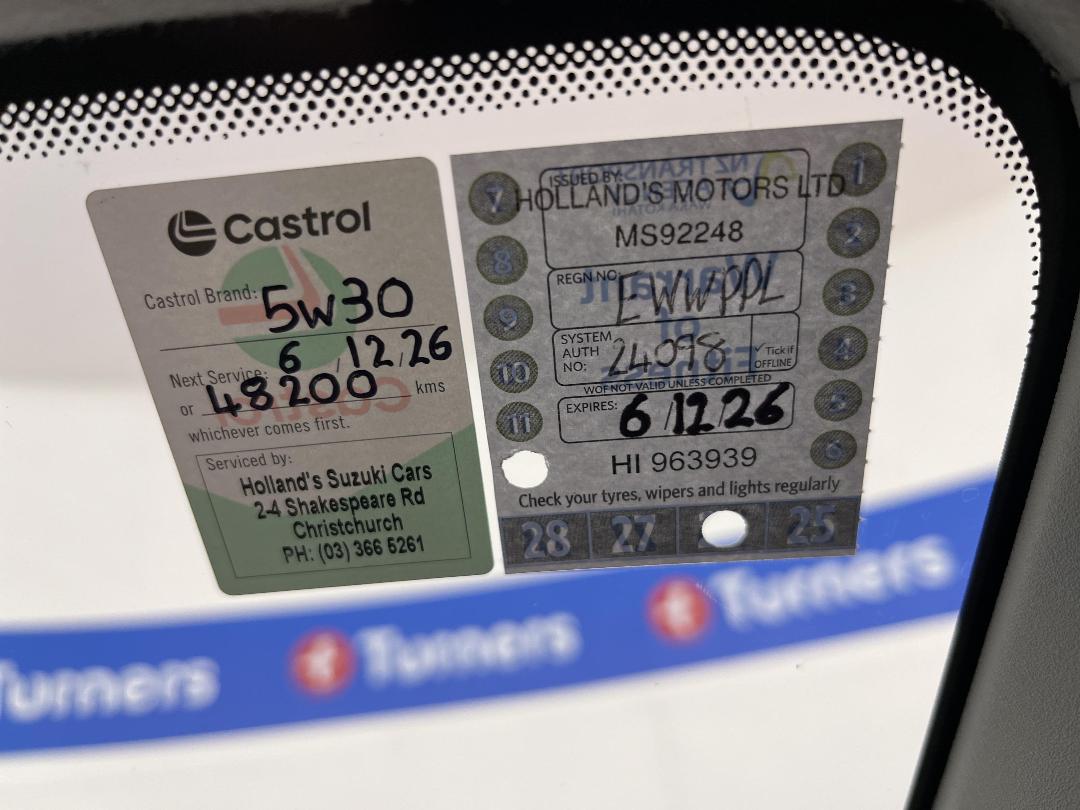 Castrol
Castrol Brand: 5W30
Next Service: 6 / 12 / 26
or 48200 kms
whichever comes first.
Serviced by:
Holland's Suzuki Cars
2-4 Shakespeare Rd
Christchurch
PH: (03) 366 5261
ISSUED BY:
HOLLAND'S MOTORS LTD
MS92248
REGN NO: EWWPPL
SYSTEM AUTH NO: 24098
✓ Tick if OFFLINE
WOF NOT VALID UNLESS COMPLETED
EXPIRES: 6/12/26
HI 963939
Check your tyres, wipers and lights regularly
7
8
9
10
11
1
2
3
4
5
6
28 27 25
Turners Turners Turners